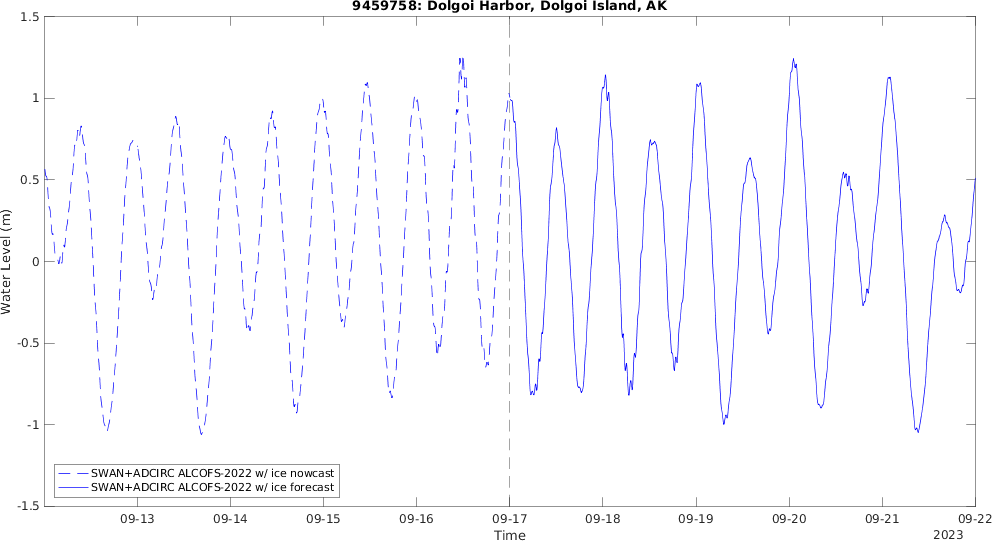 9459758: Dolgoi Harbor, Dolgoi Island, AK
Water Level (m)
1.5
1
0.5
0
-0.5
-1
-1.5
SWAN+ADCIRC ALCOFS-2022 w/ ice nowcast
SWAN+ADCIRC ALCOFS-2022 w/ ice forecast
09-13 09-14 09-15 09-16 09-17 09-18 09-19 09-20 09-21 09-22
Time
2023